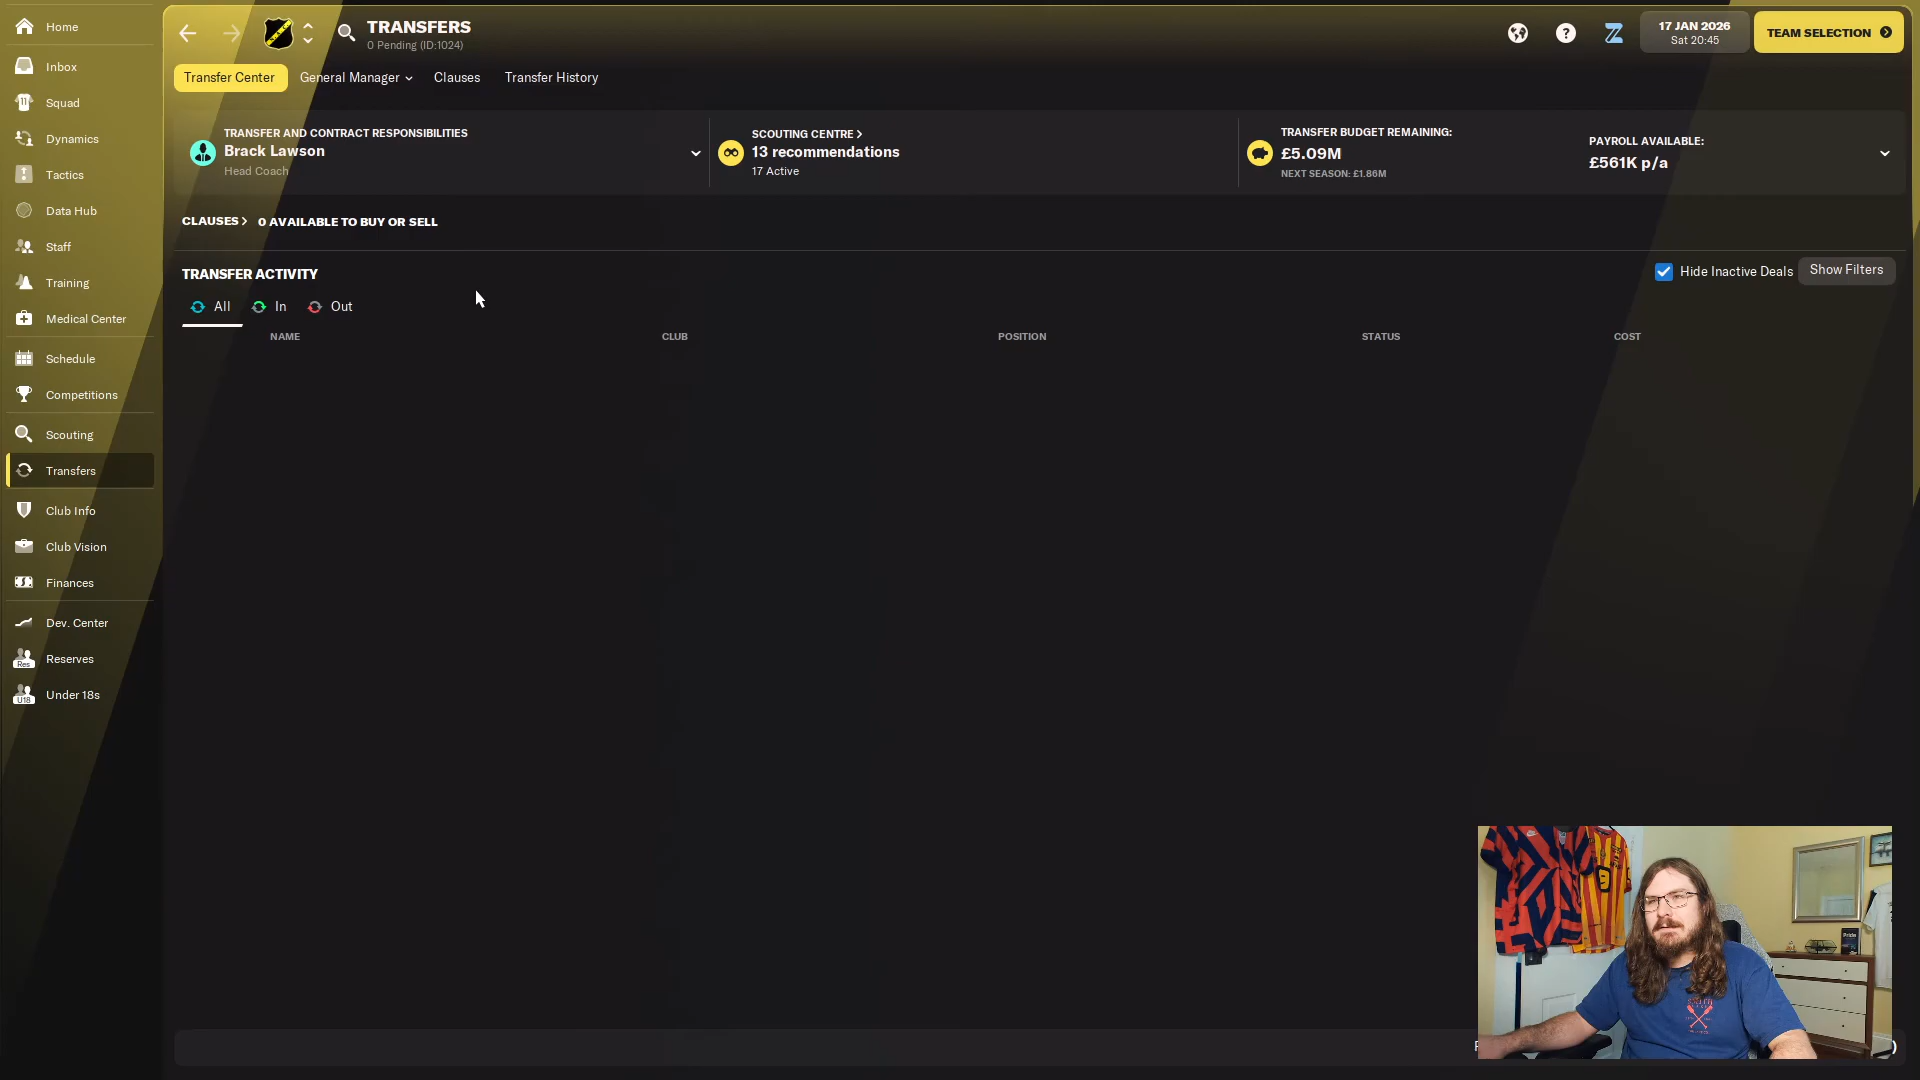 Home
Inbox
Squad
Dynamics
Tactics
Data Hub
Staff
Training
Medical Center
Schedule
Competitions
Scouting
Transfers
Club Info
Club Vision
Finances
Dev. Center
Res
Reserves
U18
Under 18s
TRANSFERS
0 Pending (ID:1024)
17 JAN 2026
Sat 20:45
TEAM SELECTION
Transfer Center
General Manager
Clauses
Transfer History
TRANSFER AND CONTRACT RESPONSIBILITIES
Brack Lawson
Head Coach
SCOUTING CENTRE >
13 recommendations
17 Active
TRANSFER BUDGET REMAINING:
£5.09M
NEXT SEASON: £1.86M
PAYROLL AVAILABLE:
£561K p/a
CLAUSES > 0 AVAILABLE TO BUY OR SELL
TRANSFER ACTIVITY
Hide Inactive Deals
Show Filters
All In Out
NAME CLUB POSITION STATUS COST
Pride